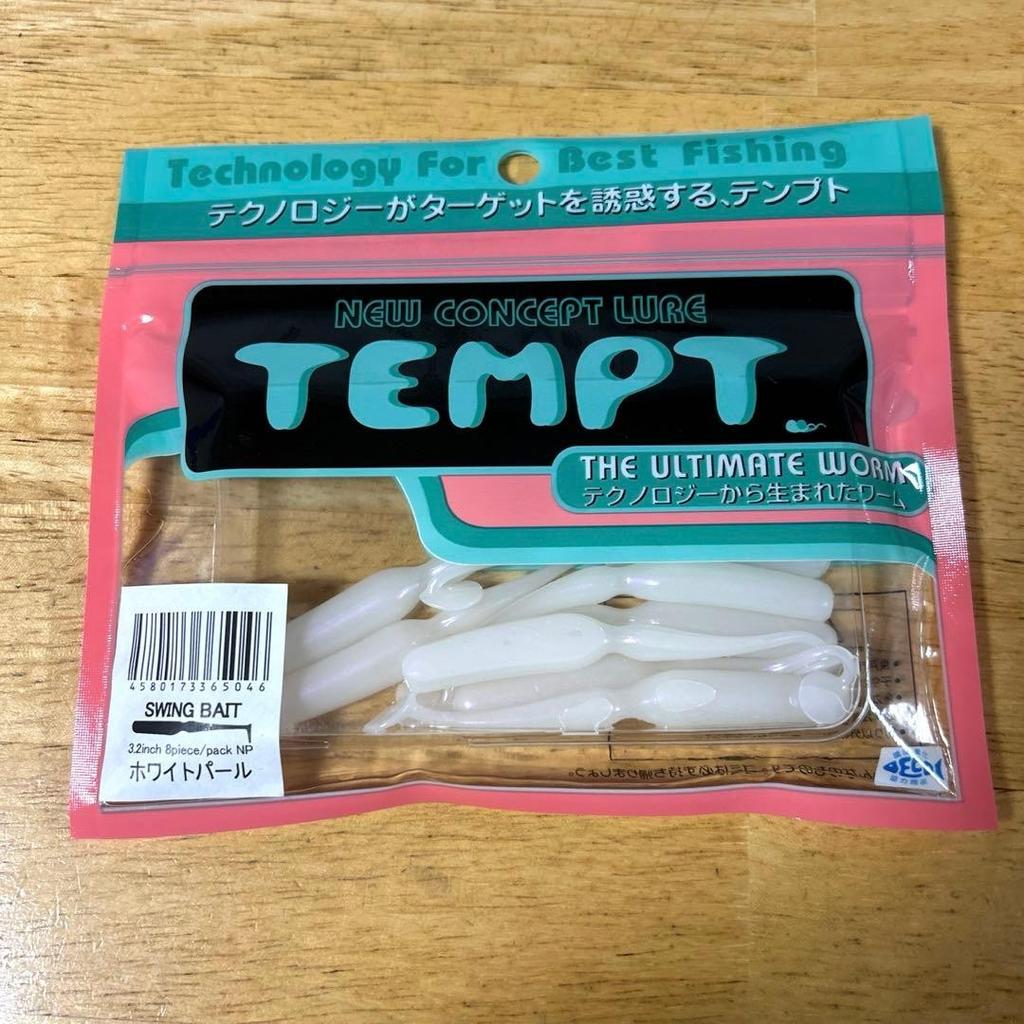 Technology For Best Fishing
テクノロジーがターゲットを誘惑する、テンプト
NEW CONCEPT LURE
TEMPT
THE ULTIMATE WORM
テクノロジーから生まれたワーム
4580173365046
SWING BAIT
3.2inch 8piece/pack NP
ホワイトパール